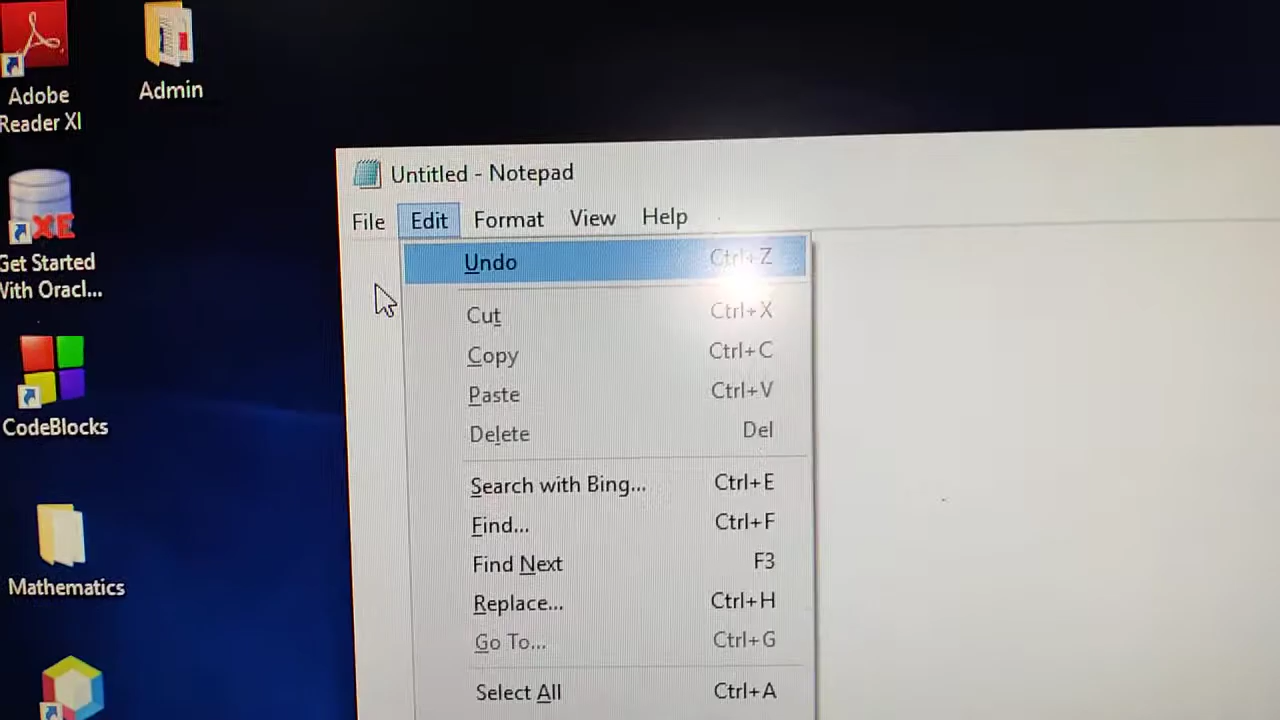 Adobe
Reader XI
Admin
XE
Get Started
With Oracl...
CodeBlocks
Mathematics
Untitled - Notepad
File Edit Format View Help
Undo Ctrl+Z
Cut Ctrl+X
Copy Ctrl+C
Paste Ctrl+V
Delete Del
Search with Bing... Ctrl+E
Find... Ctrl+F
Find Next F3
Replace... Ctrl+H
Go To... Ctrl+G
Select All Ctrl+A